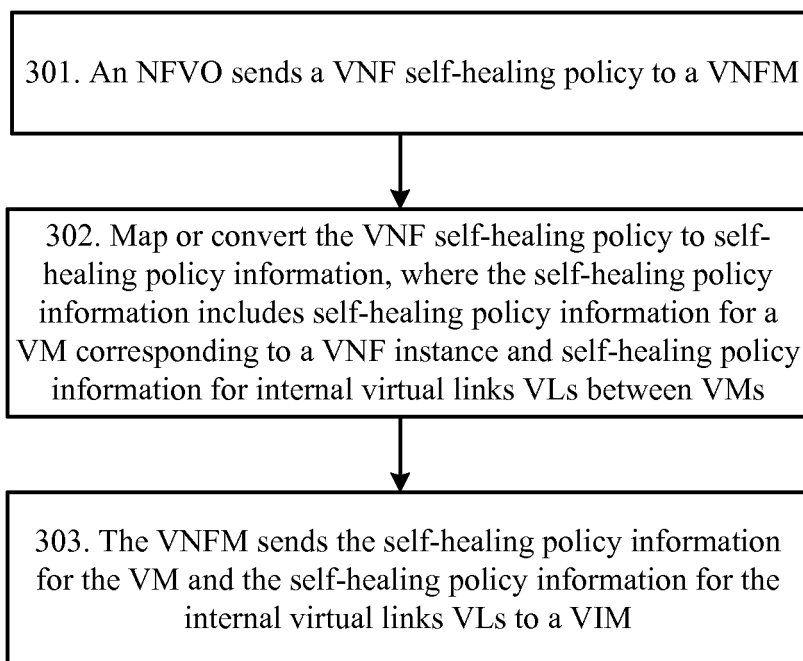 301. An NFVO sends a VNF self-healing policy to a VNFM
302. Map or convert the VNF self-healing policy to self-
healing policy information, where the self-healing policy
information includes self-healing policy information for a
VM corresponding to a VNF instance and self-healing policy
information for internal virtual links VLs between VMs
303. The VNFM sends the self-healing policy information
for the VM and the self-healing policy information for the
internal virtual links VLs to a VIM